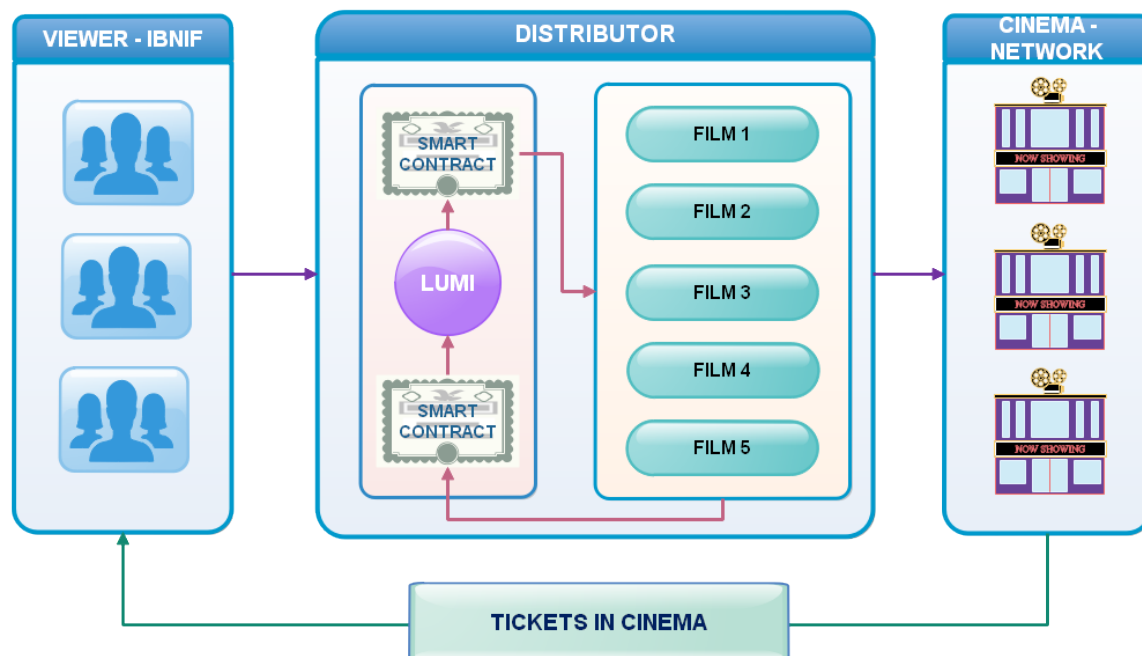 VIEWER - IBNIF
DISTRIBUTOR
CINEMA -
NETWORK
SMART
CONTRACT
LUMI
SMART
CONTRACT
FILM 1
FILM 2
FILM 3
FILM 4
FILM 5
NOW SHOWING
NOW SHOWING
NOW SHOWING
TICKETS IN CINEMA